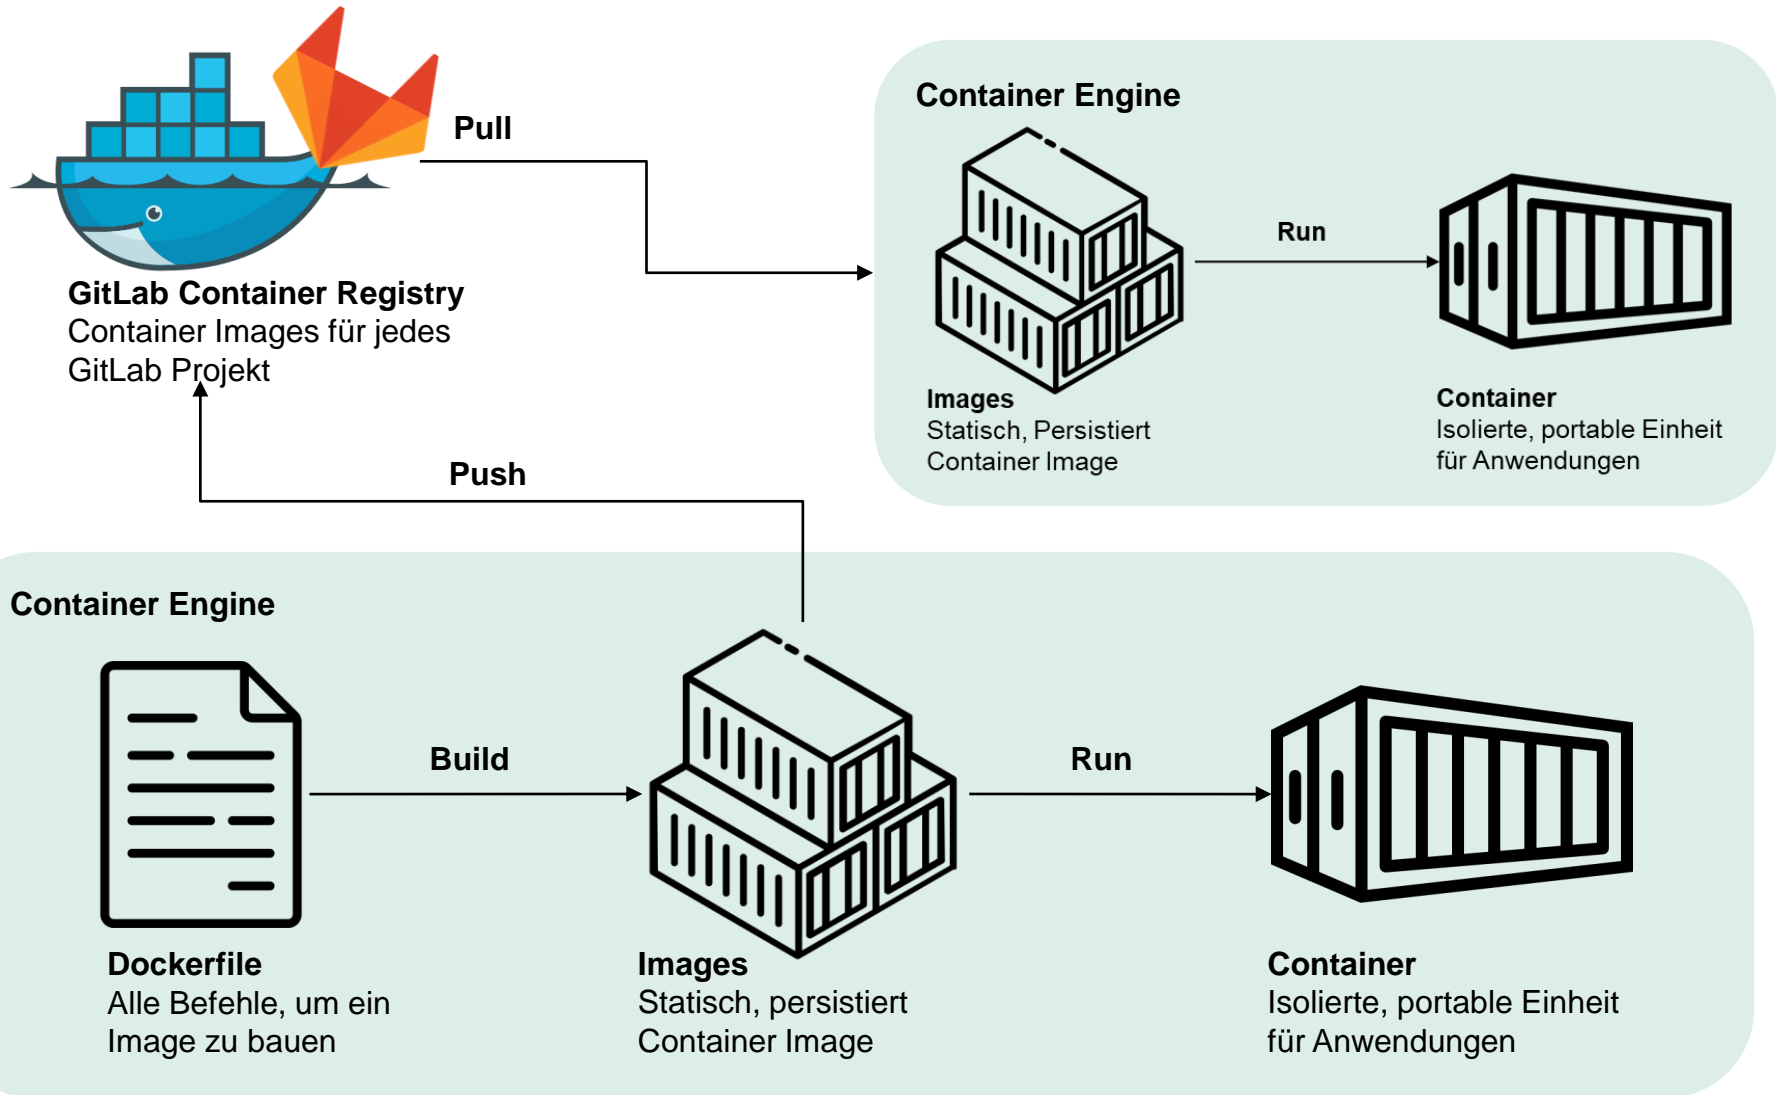 Pull
GitLab Container Registry
Container Images für jedes
GitLab Projekt
Container Engine
Run
Images
Statisch, Persistiert
Container Image
Container
Isolierte, portable Einheit
für Anwendungen
Push
Container Engine
Build
Run
Dockerfile
Alle Befehle, um ein
Image zu bauen
Images
Statisch, persistiert
Container Image
Container
Isolierte, portable Einheit
für Anwendungen